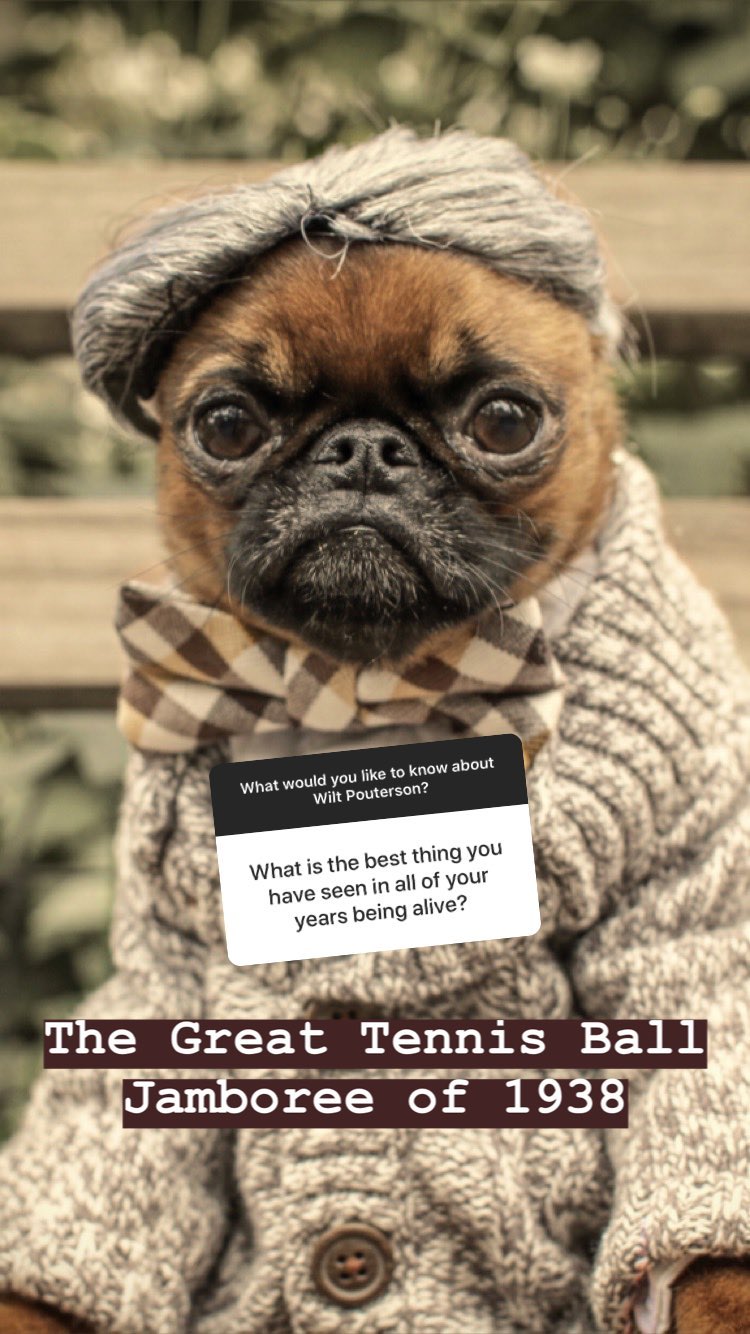 What would you like to know about
Wilt Pouterson?
What is the best thing you
have seen in all of your
years being alive?
The Great Tennis Ball
Jamboree of 1938